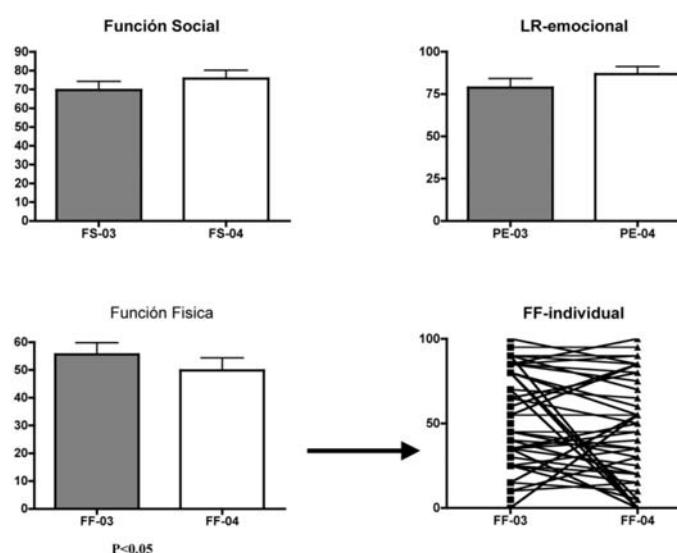 Función Social
90
80
70
60
50
40
30
20
10
0
FS-03 FS-04
LR-emocional
100
75
50
25
0
PE-03 PE-04
Función Fisica
60
50
40
30
20
10
0
FF-03 FF-04
P<0.05
FF-individual
100
50
0
FF-03 FF-04